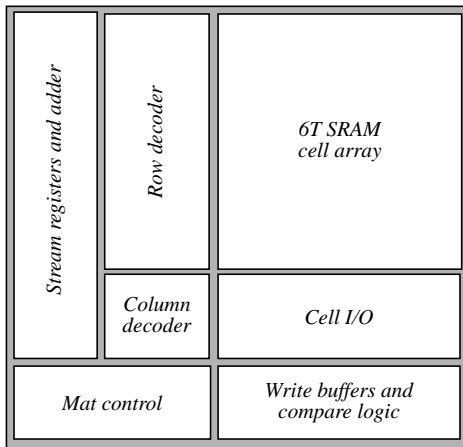 Stream registers and adder
Row decoder
6T SRAM
cell array
Column
decoder
Cell I/O
Mat control
Write buffers and
compare logic